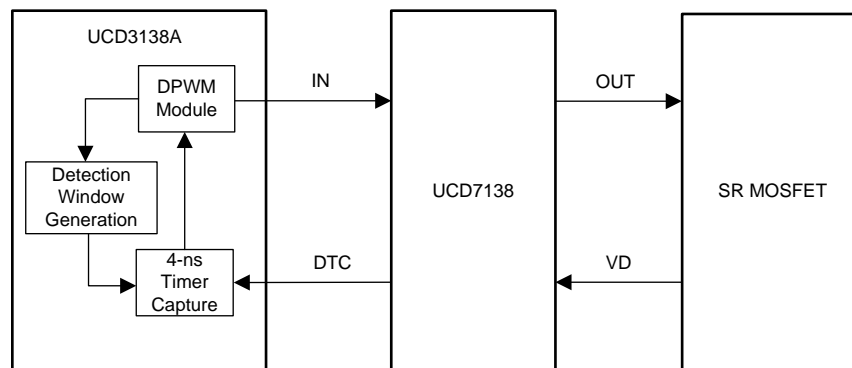 UCD3138A
DPWM
Module
Detection
Window
Generation
4-ns
Timer
Capture
IN
DTC
UCD7138
OUT
VD
SR MOSFET